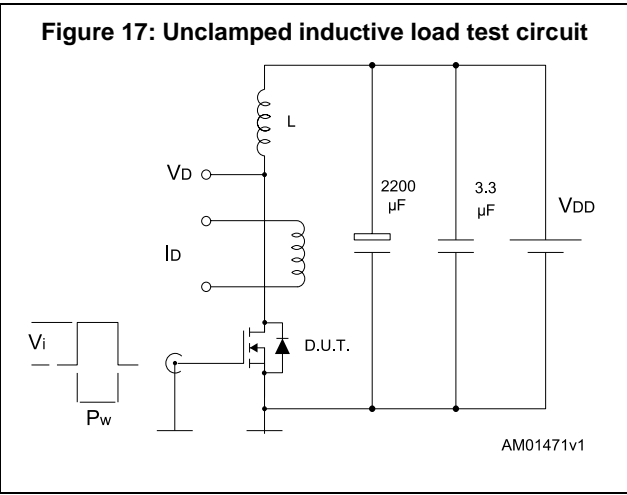 Figure 17: Unclamped inductive load test circuit
L
VD
2200
µF
3.3
µF
VDD
ID
Vi
D.U.T.
Pw
AM01471v1